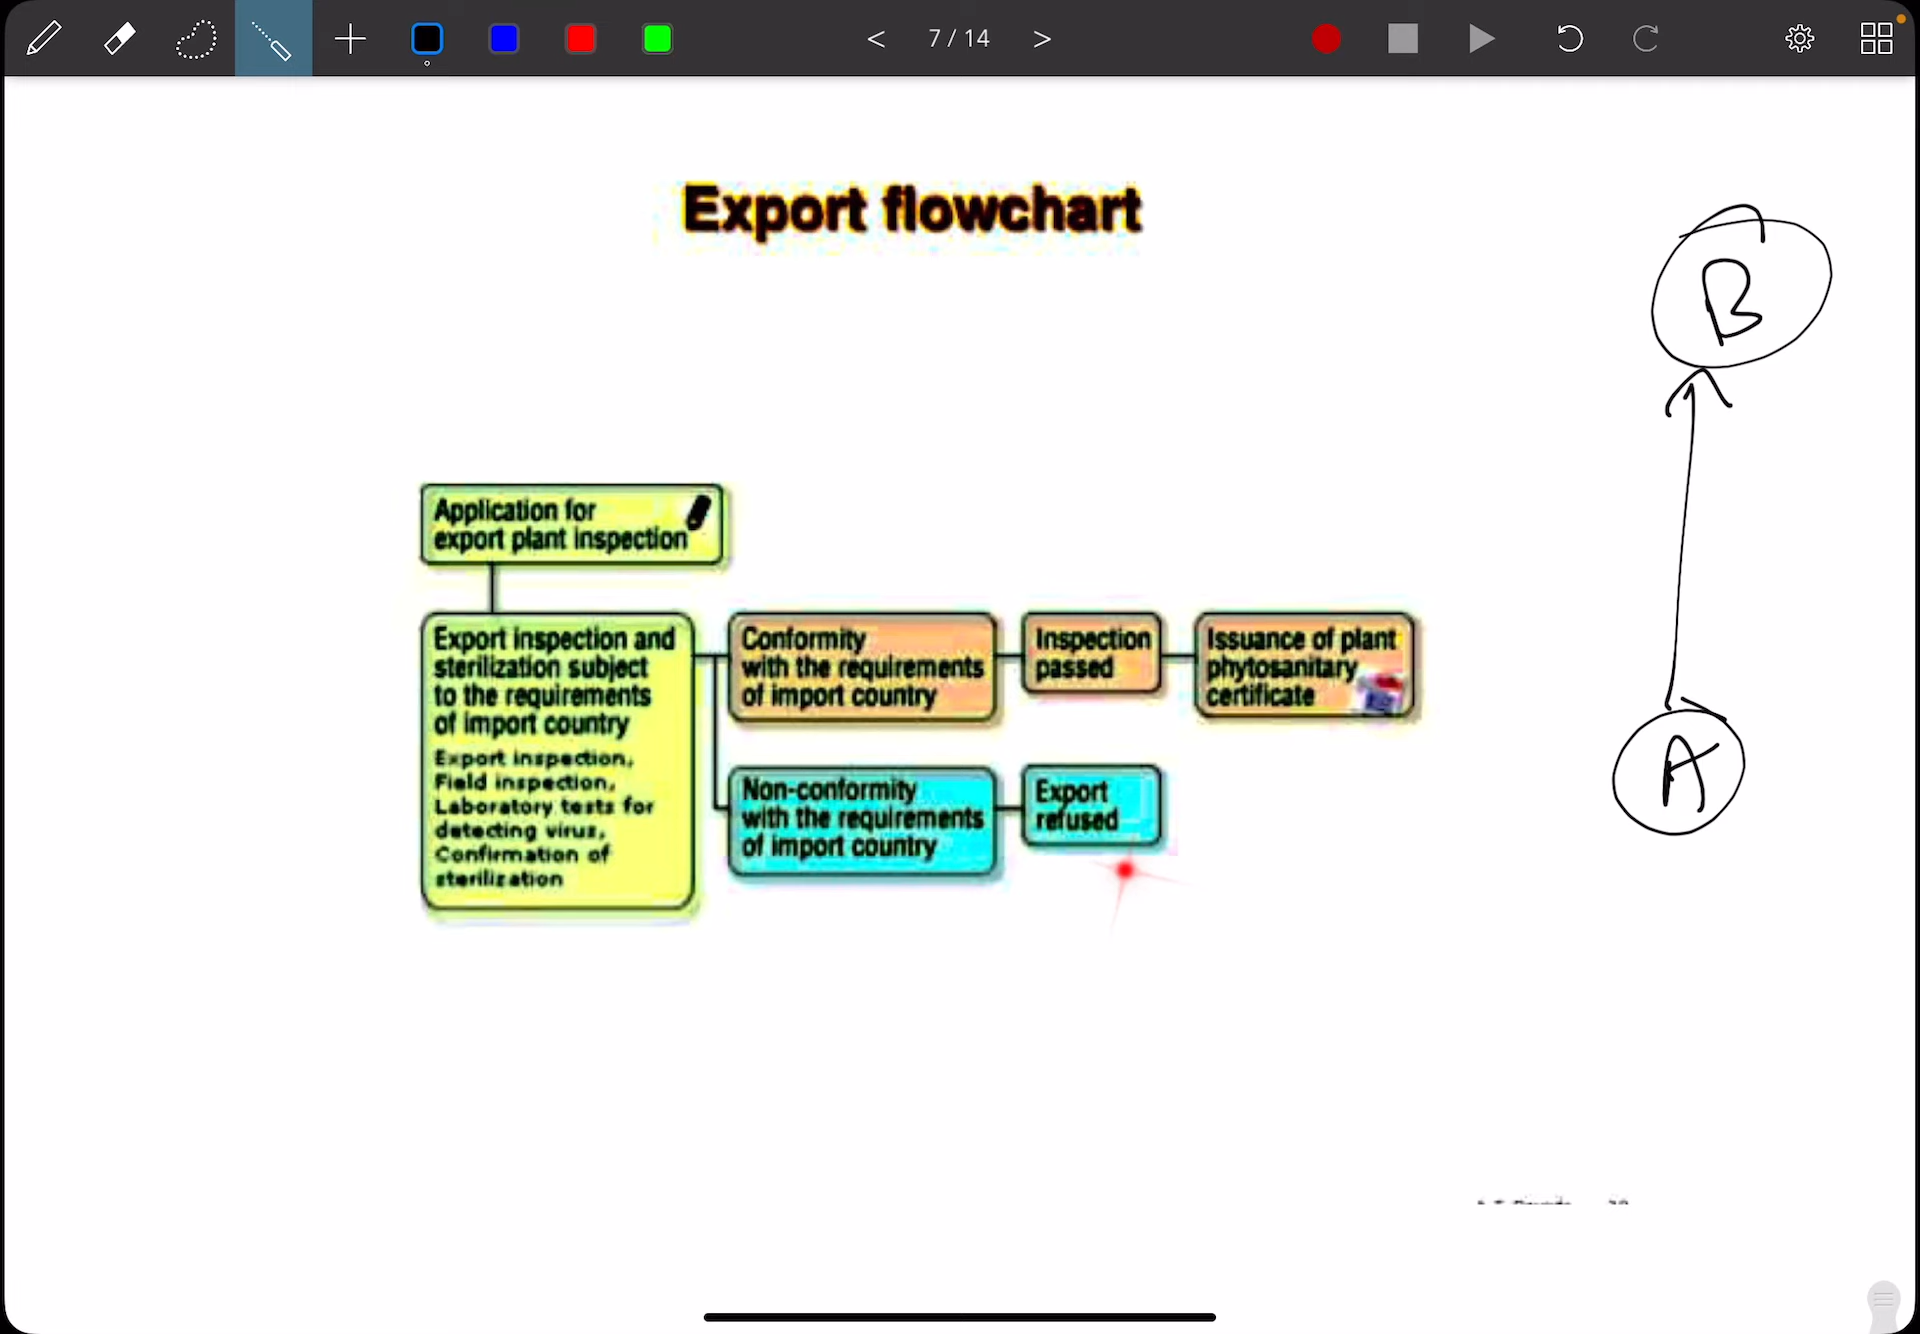 < 7 / 14 >
Export flowchart
B
Application for
export plant inspection
Export inspection and
sterilization subject
to the requirements
of import country
Export inspection,
Field inspection,
Laboratory tests for
detecting virus,
Confirmation of
sterilization
Conformity
with the requirements
of import country
Inspection
passed
Issuance of plant
phytosanitary
certificate
Non-conformity
with the requirements
of import country
Export
refused
A